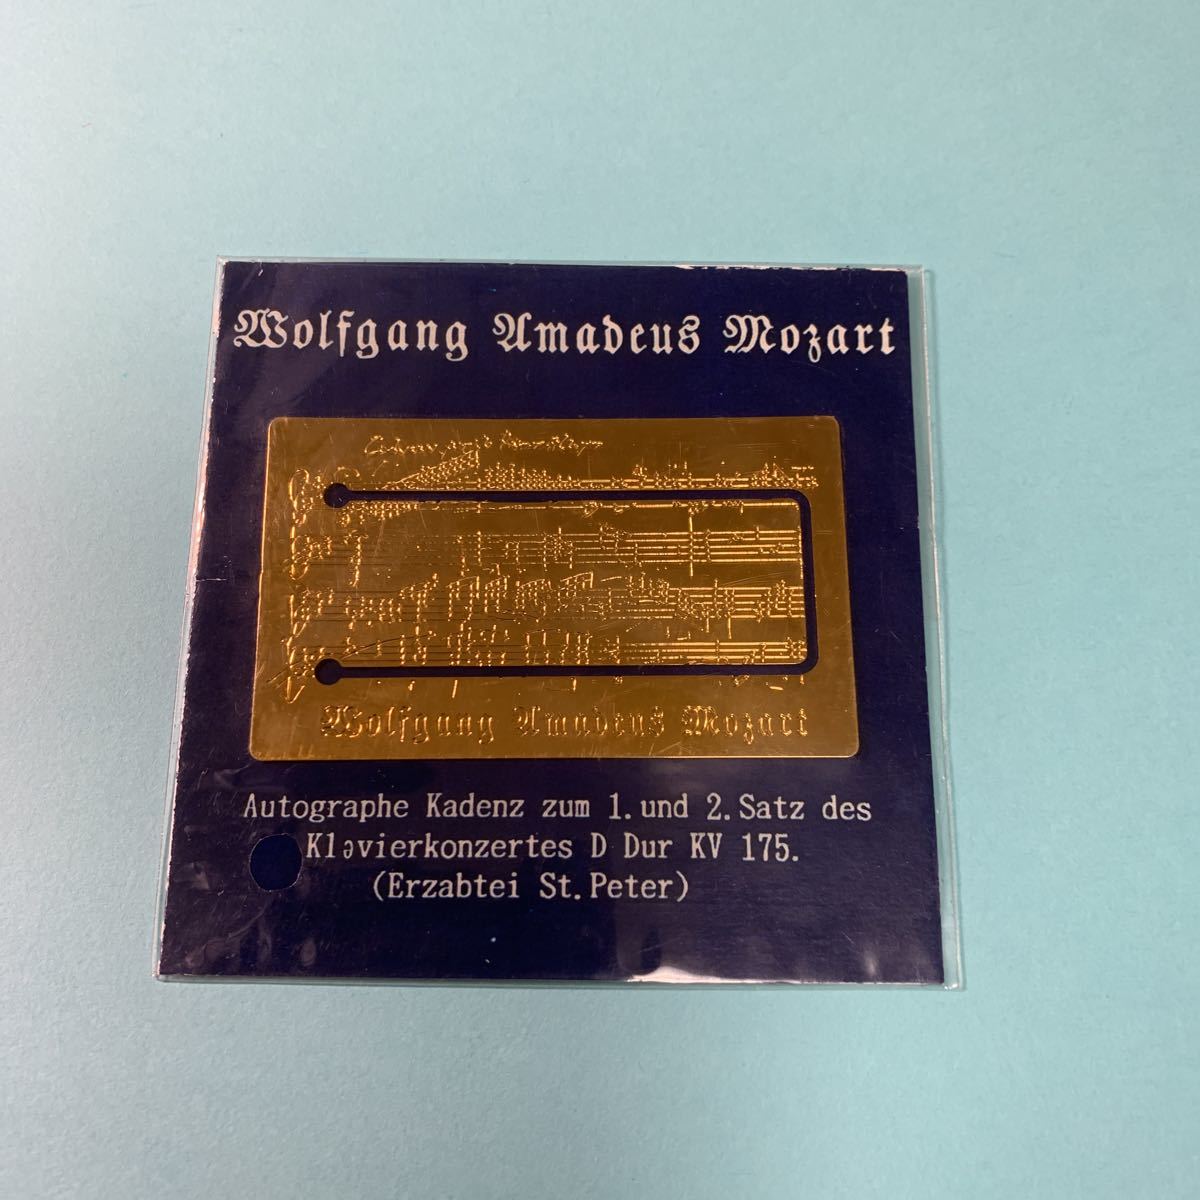 Wolfgang Amadeus Mozart
Wolfgang Amadeus Mozart
Autographe Kadenz zum 1. und 2. Satz des
Klavierkonzertes D Dur KV 175.
(Erzabtei St. Peter)